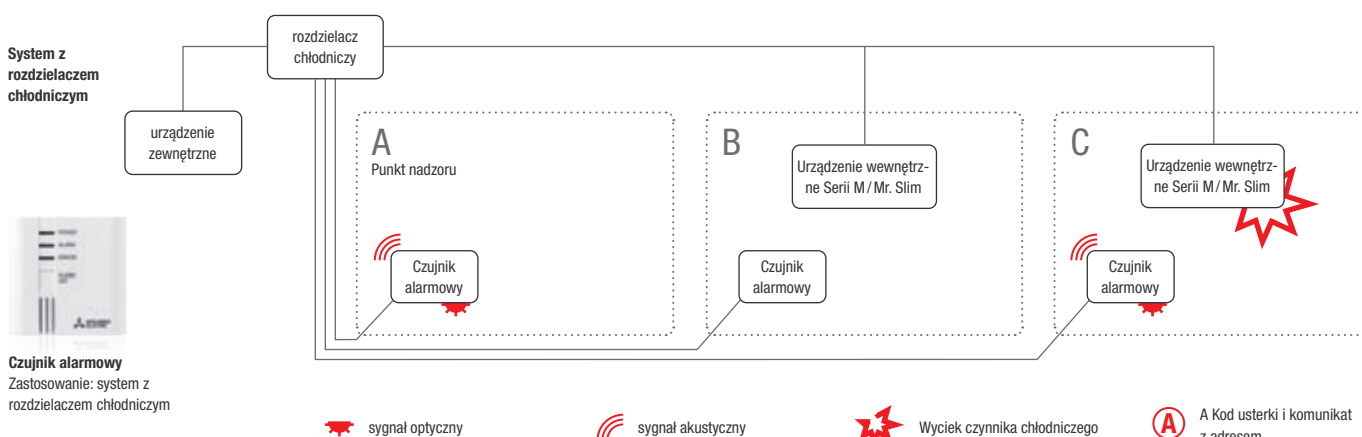 System z
rozdzielaczem
chłodniczym
rozdzielacz
chłodniczy
urządzenie
zewnętrzne
A
Punkt nadzoru
Czujnik
alarmowy
B
Urządzenie wewnętrz-
ne Serii M / Mr. Slim
Czujnik
alarmowy
C
Urządzenie wewnętrz-
ne Serii M / Mr. Slim
Czujnik
alarmowy
Czujnik alarmowy
Zastosowanie: system z
rozdzielaczem chłodniczym
sygnał optyczny
sygnał akustyczny
Wyciek czynnika chłodniczego
A
A Kod usterki i komunikat
z adresem